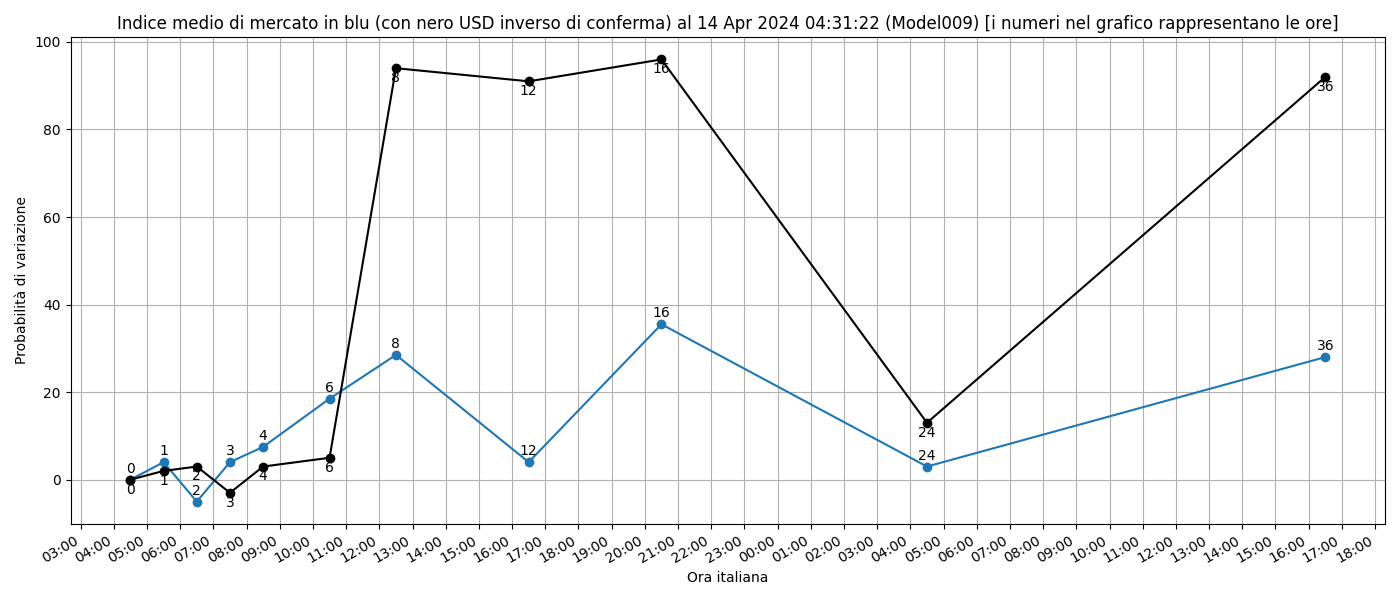 Indice medio di mercato in blu (con nero USD inverso di conferma) al 14 Apr 2024 04:31:22 (Model009) [i numeri nel grafico rappresentano le ore]
Probabilità di variazione
100
80
60
40
20
0
0 1 2 3 4 6 8 12 16 24 36
0 1 2 3 4 6 8 12 16 24 36
03:00 04:00 05:00 06:00 07:00 08:00 09:00 10:00 11:00 12:00 13:00 14:00 15:00 16:00 17:00 18:00 19:00 20:00 21:00 22:00 23:00 00:00 01:00 02:00 03:00 04:00 05:00 06:00 07:00 08:00 09:00 10:00 11:00 12:00 13:00 14:00 15:00 16:00 17:00 18:00
Ora italiana